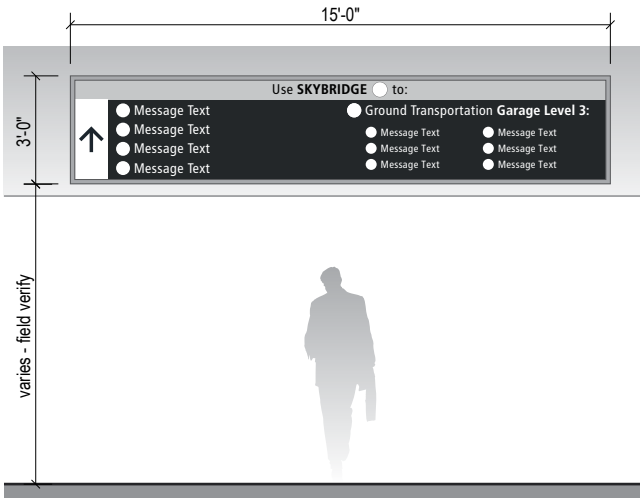 15'-0"
3'-0"
Use SKYBRIDGE to:
Message Text
Message Text
Message Text
Message Text
Ground Transportation Garage Level 3:
Message Text Message Text
Message Text Message Text
Message Text Message Text
varies - field verify